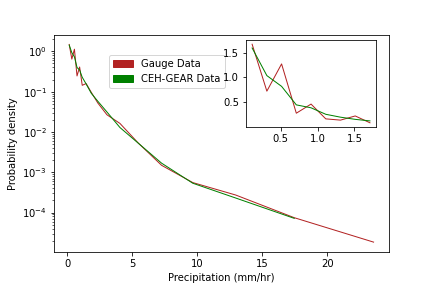 10⁰
10⁻¹
10⁻²
10⁻³
10⁻⁴
Probability density
Gauge Data
CEH-GEAR Data
1.5
1.0
0.5
0.5 1.0 1.5
0 5 10 15 20
Precipitation (mm/hr)